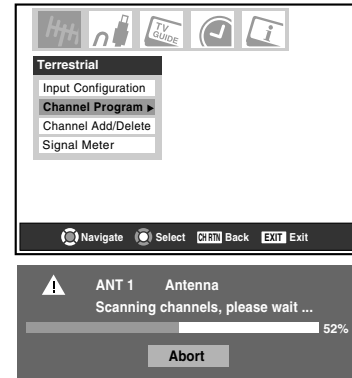 TV GUIDE
i
Terrestrial
Input Configuration
Channel Program ▶
Channel Add/Delete
Signal Meter
Navigate Select CH RTN Back EXIT Exit
! ANT 1 Antenna
Scanning channels, please wait ...
52%
Abort